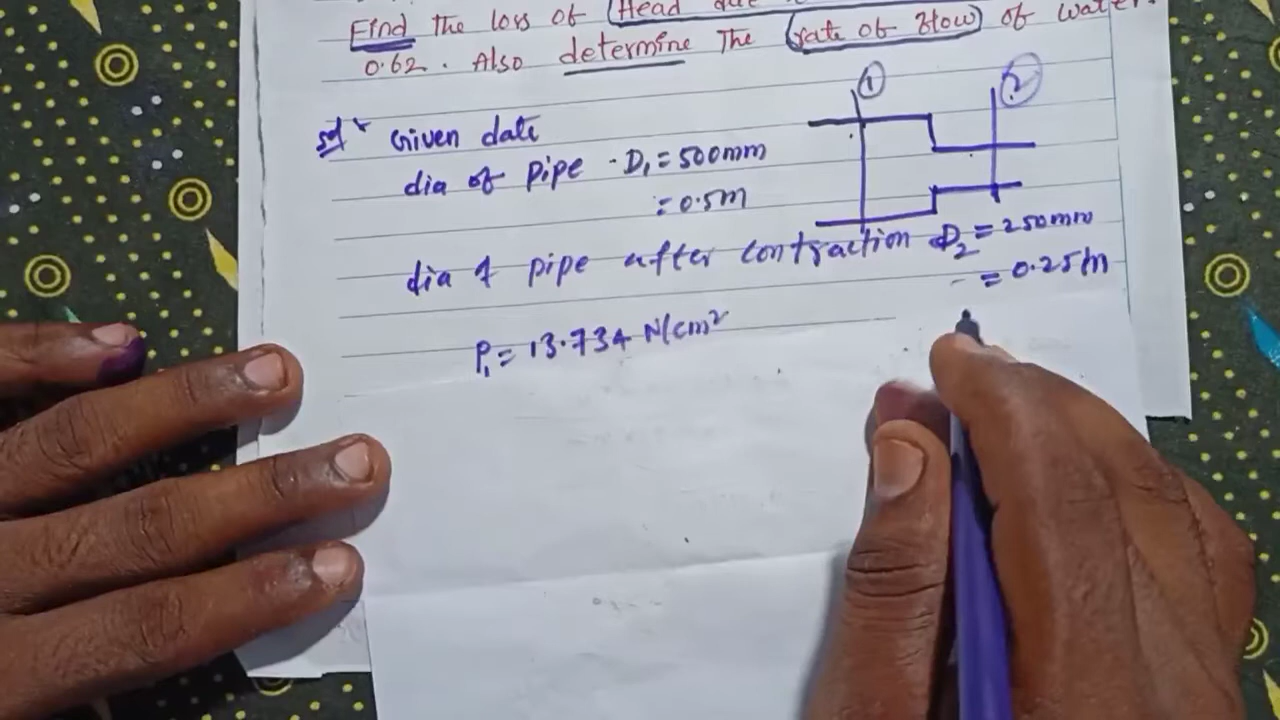 Find the loss of Head due
0.62. Also determine The rate of flow of water.
① ②
Given date
dia of pipe - D₁ = 500mm
= 0.5m
dia of pipe after contraction D₂ = 250mm
= 0.25m
P₁ = 13.734 N/cm²